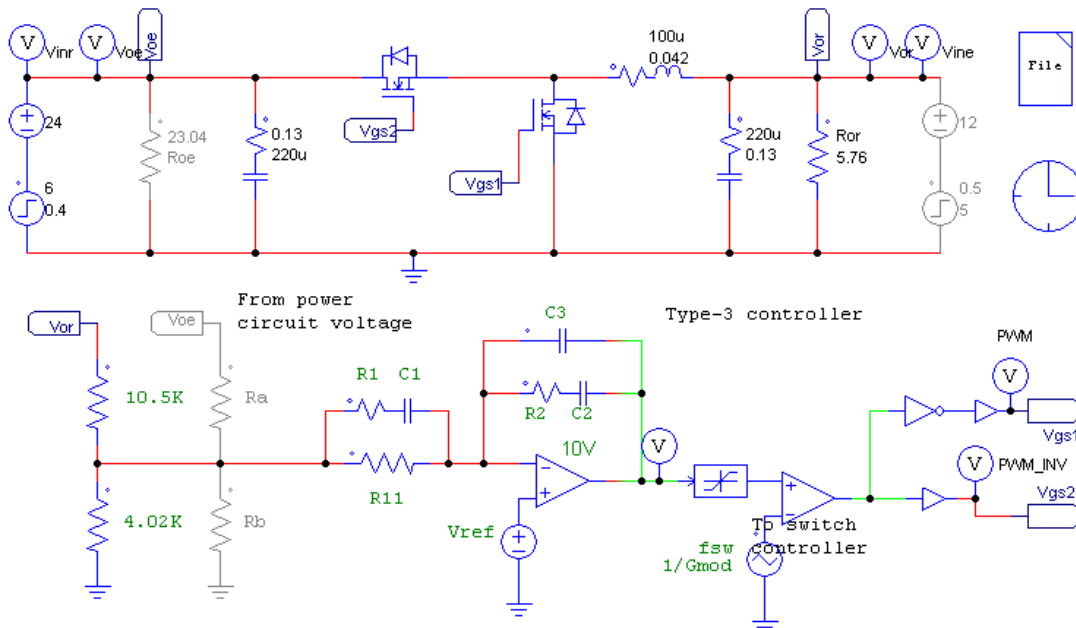 V
Vinr
V
Voe
Voe
24
6
0.4
23.04
Roe
0.13
220u
Vgs2
Vgs1
100u
0.042
220u
0.13
Vor
Ror
5.76
V
Vor
V
Vine
12
0.5
5
File
From power
circuit voltage
Type-3 controller
Vor
Voe
10.5K
4.02K
Ra
Rb
R1
C1
R11
C3
R2
C2
10V
Vref
V
To switch
controller
fsw
1/Gmod
PWM
V
Vgs1
PWM_INV
V
Vgs2